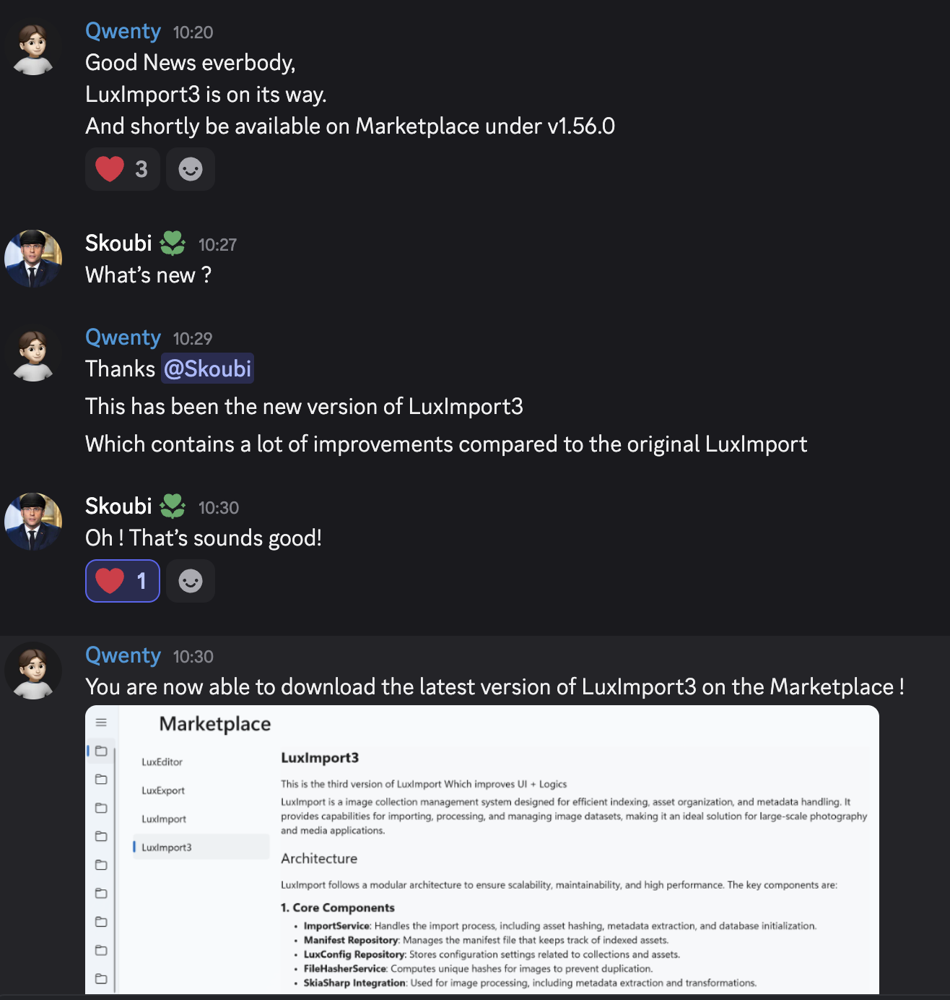 Qwenty 10:20
Good News everbody,
LuxImport3 is on its way.
And shortly be available on Marketplace under v1.56.0
3
Skoubi 10:27
What's new ?
Qwenty 10:29
Thanks @Skoubi
This has been the new version of LuxImport3
Which contains a lot of improvements compared to the original LuxImport
Skoubi 10:30
Oh ! That's sounds good!
1
Qwenty 10:30
You are now able to download the latest version of LuxImport3 on the Marketplace !
Marketplace
LuxEditor
LuxExport
LuxImport
LuxImport3
LuxImport3
This is the third version of LuxImport Which improves UI + Logics
LuxImport is a image collection management system designed for efficient indexing, asset organization, and metadata handling. It
provides capabilities for importing, processing, and managing image datasets, making it an ideal solution for large-scale photography
and media applications.
Architecture
LuxImport follows a modular architecture to ensure scalability, maintainability, and high performance. The key components are:
1. Core Components
• ImportService: Handles the import process, including asset hashing, metadata extraction, and database initialization.
• Manifest Repository: Manages the manifest file that keeps track of indexed assets.
• LuxConfig Repository: Stores configuration settings related to collections and assets.
• FileHasherService: Computes unique hashes for images to prevent duplication.
• SkiaSharp Integration: Used for image processing, including metadata extraction and transformations.